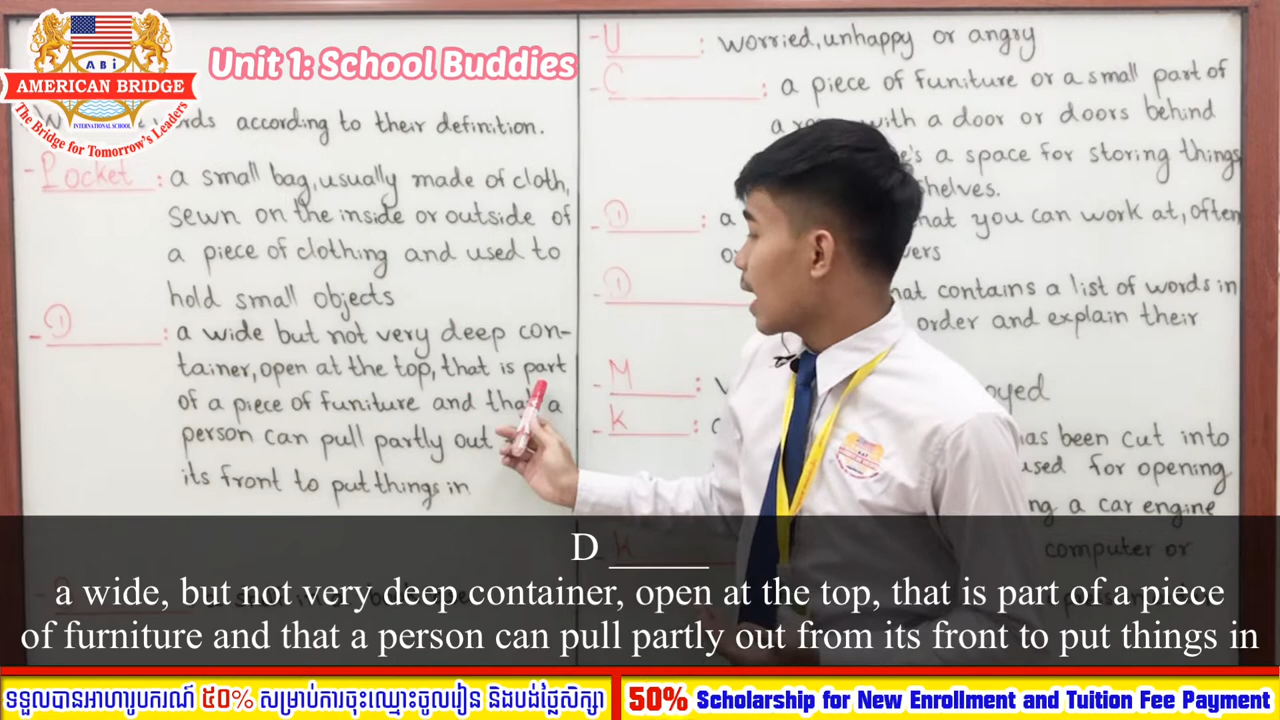 ABi
AMERICAN BRIDGE
INTERNATIONAL SCHOOL
The Bridge for Tomorrow's Leaders
Unit 1: School Buddies
according to their definition.
- Pocket : a small bag, usually made of cloth,
sewn on the inside or outside of
a piece of clothing and used to
hold small objects
- D : a wide but not very deep con-
tainer, open at the top, that is part
of a piece of funiture and that a
person can pull partly out
its front to put things in
- U : worried, unhappy or angry
- C : a piece of funiture or a small part of
a with a door or doors behind
a space for storing things
shelves.
- D : a that you can work at, often
- D that contains a list of words in
order and explain their
- M :
- K :
has been cut into
used for opening
a car engine
K computer or
D ____
a wide, but not very deep container, open at the top, that is part of a piece
of furniture and that a person can pull partly out from its front to put things in
ទទួលបានអាហារូបករណ៍ ៥០% សម្រាប់ការចុះឈ្មោះចូលរៀន និងបង់ថ្លៃសិក្សា
50% Scholarship for New Enrollment and Tuition Fee Payment